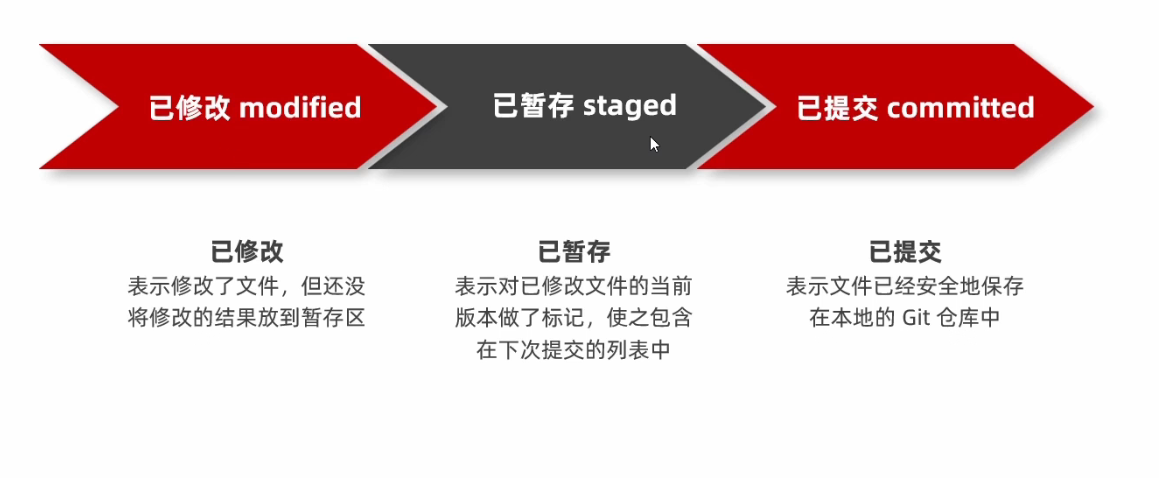 已修改 modified
已暂存 staged
已提交 committed
已修改
表示修改了文件，但还没
将修改的结果放到暂存区
已暂存
表示对已修改文件的当前
版本做了标记，使之包含
在下次提交的列表中
已提交
表示文件已经安全地保存
在本地的 Git 仓库中